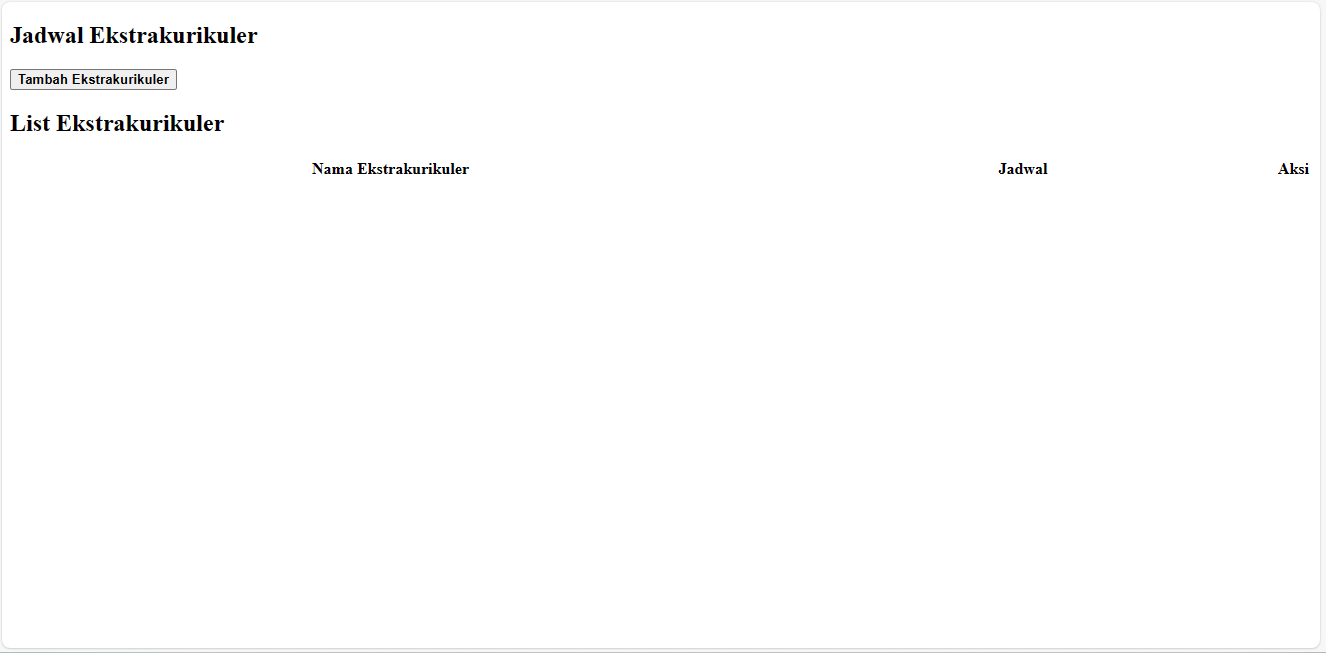 Jadwal Ekstrakurikuler
Tambah Ekstrakurikuler
List Ekstrakurikuler
Nama Ekstrakurikuler Jadwal Aksi